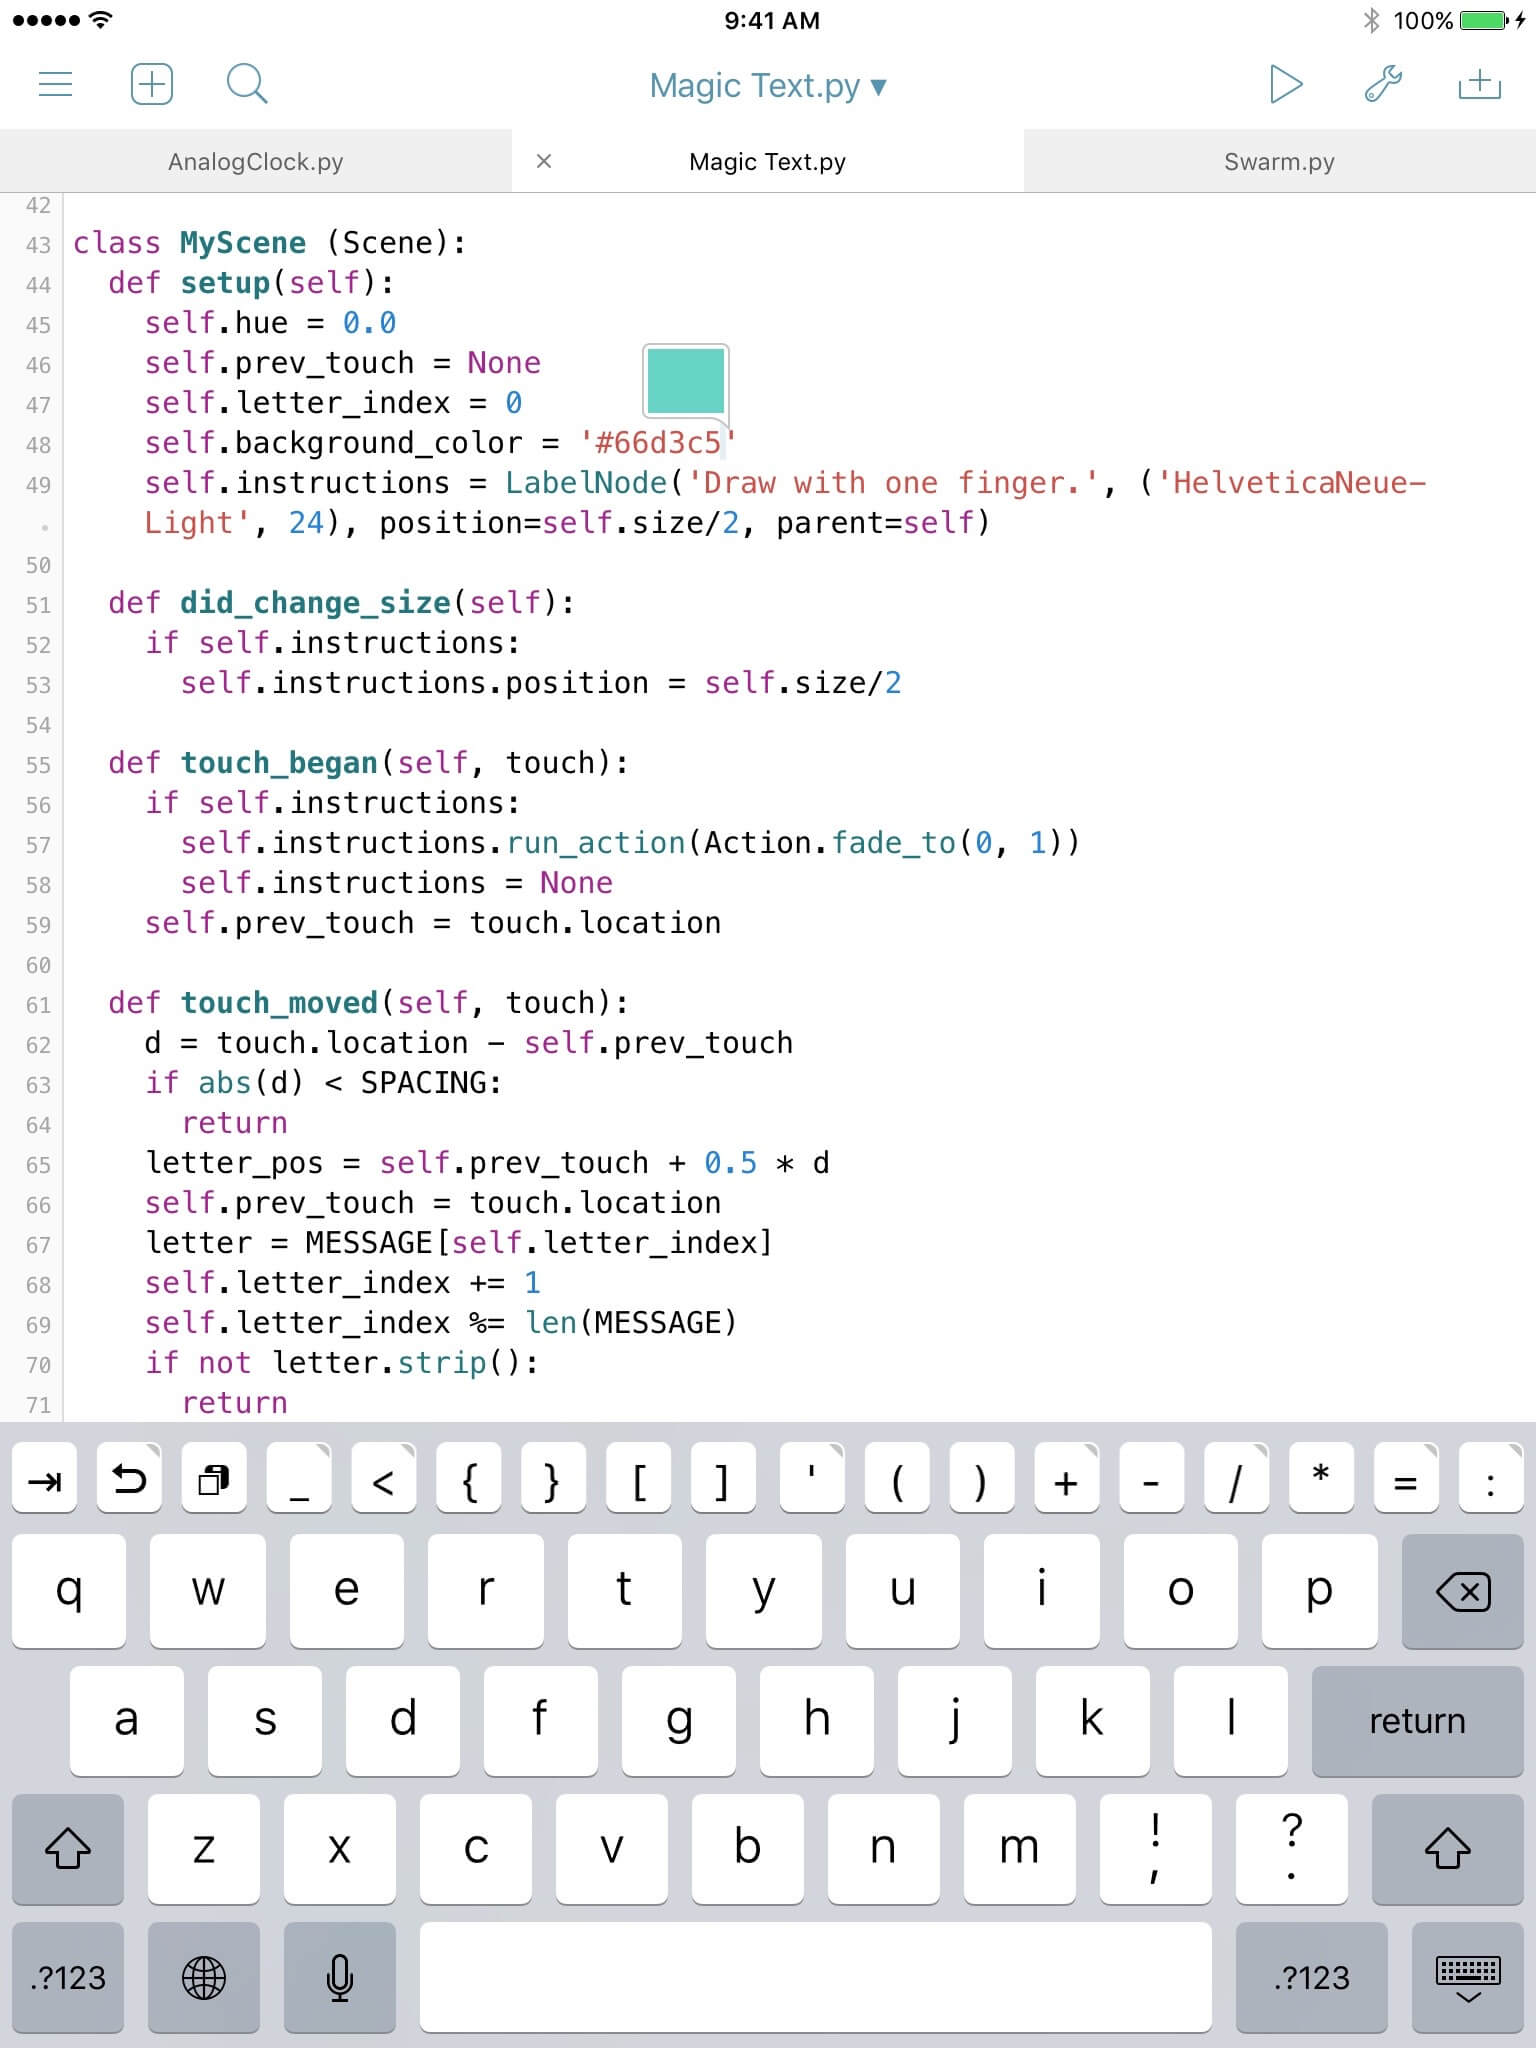 9:41 AM
100%
Magic Text.py ▾
AnalogClock.py
× Magic Text.py
Swarm.py
42
43 class MyScene (Scene):
44   def setup(self):
45     self.hue = 0.0
46     self.prev_touch = None
47     self.letter_index = 0
48     self.background_color = '#66d3c5'
49     self.instructions = LabelNode('Draw with one finger.', ('HelveticaNeue-
•     Light', 24), position=self.size/2, parent=self)
50
51   def did_change_size(self):
52     if self.instructions:
53       self.instructions.position = self.size/2
54
55   def touch_began(self, touch):
56     if self.instructions:
57       self.instructions.run_action(Action.fade_to(0, 1))
58       self.instructions = None
59     self.prev_touch = touch.location
60
61   def touch_moved(self, touch):
62     d = touch.location - self.prev_touch
63     if abs(d) < SPACING:
64       return
65     letter_pos = self.prev_touch + 0.5 * d
66     self.prev_touch = touch.location
67     letter = MESSAGE[self.letter_index]
68     self.letter_index += 1
69     self.letter_index %= len(MESSAGE)
70     if not letter.strip():
71       return
_ < { } [ ] ' ( ) + - / * = :
q w e r t y u i o p
a s d f g h j k l return
z x c v b n m ! , ? .
.?123 .?123